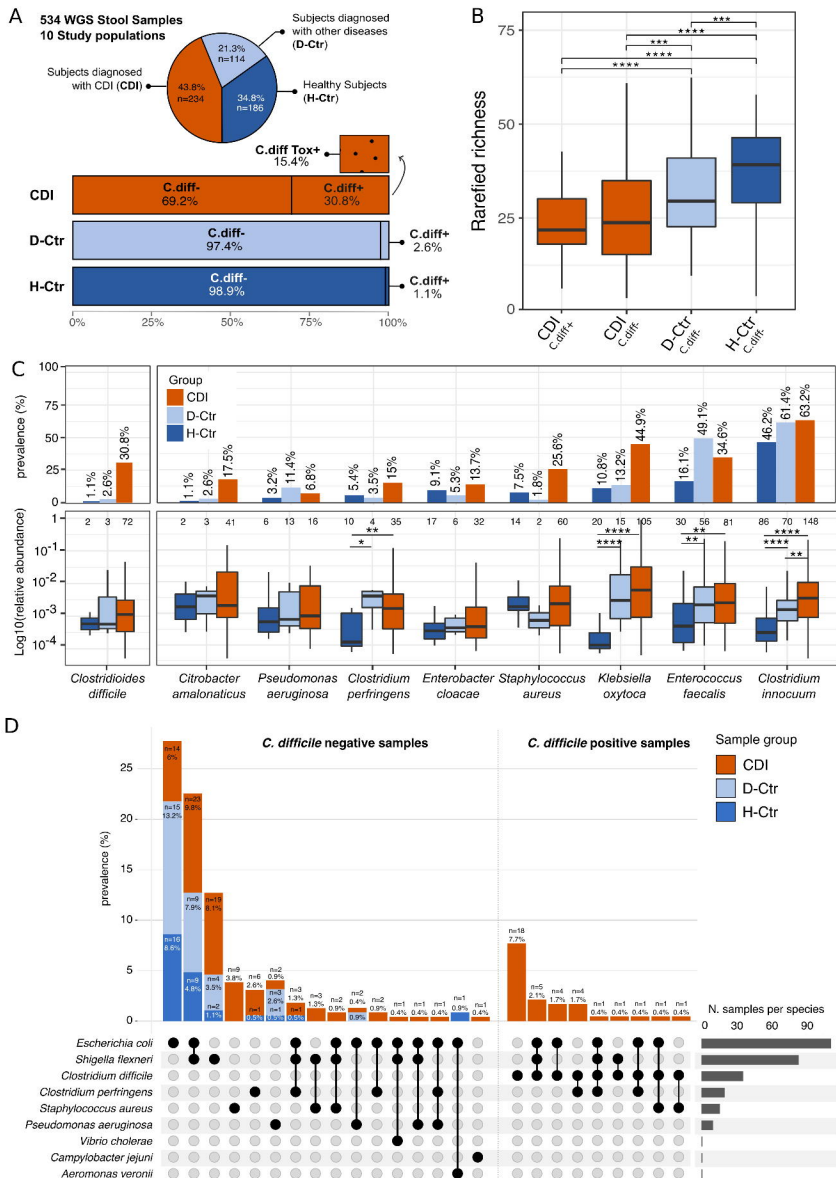 A
534 WGS Stool Samples
10 Study populations
Subjects diagnosed
with other diseases
(D-Ctr)
21.3%
n=114
Subjects diagnosed
with CDI (CDI)
43.8%
n=234
34.8%
n=186
Healthy Subjects
(H-Ctr)
C.diff Tox+
15.4%
CDI
C.diff-
69.2%
C.diff+
30.8%
D-Ctr
C.diff-
97.4%
C.diff+
2.6%
H-Ctr
C.diff-
98.9%
C.diff+
1.1%
0% 25% 50% 75% 100%
B
Rarefied richness
75
50
25
0
***
****
***
****
****
CDI
C.diff+
CDI
C.diff-
D-Ctr
C.diff-
H-Ctr
C.diff-
C
prevalence (%)
100
75
50
25
0
Group
CDI
D-Ctr
H-Ctr
1.1% 2.6% 30.8%
1.1% 2.6% 17.5%
3.2% 11.4% 6.8%
5.4% 3.5% 15%
9.1% 5.3% 13.7%
7.5% 1.8% 25.6%
10.8% 13.2% 44.9%
16.1% 49.1% 34.6%
46.2% 61.4% 63.2%
Log10(relative abundance)
1
10-1
10-2
10-3
10-4
2 3 72
2 3 41
6 13 16
10 4 35
17 6 32
14 2 60
20 15 105
30 56 81
86 70 148
**
*
****
****
**
**
****
****
**
Clostridioides
difficile
Citrobacter
amalonaticus
Pseudomonas
aeruginosa
Clostridium
perfringens
Enterobacter
cloacae
Staphylococcus
aureus
Klebsiella
oxytoca
Enterococcus
faecalis
Clostridium
innocuum
D
C. difficile negative samples
C. difficile positive samples
Sample group
CDI
D-Ctr
H-Ctr
prevalence (%)
25
20
15
10
5
0
n=14
6%
n=15
13.2%
n=16
8.6%
n=23
9.8%
n=9
7.9%
n=9
4.8%
n=19
8.1%
n=4
3.5%
n=2
1.1%
n=9
3.8%
n=6
2.6%
n=1
0.5%
n=2
0.9%
n=3
2.6%
n=1
0.5%
n=3
1.3%
n=1
0.5%
n=3
1.3%
n=2
0.9%
n=2
0.4%
0.9%
n=2
0.9%
n=1
0.4%
n=1
0.4%
n=1
0.4%
n=1
0.9%
n=1
0.4%
n=18
7.7%
n=5
2.1%
n=4
1.7%
n=4
1.7%
n=1
0.4%
n=1
0.4%
n=1
0.4%
n=1
0.4%
n=1
0.4%
N. samples per species
0 30 60 90
Escherichia coli
Shigella flexneri
Clostridium difficile
Clostridium perfringens
Staphylococcus aureus
Pseudomonas aeruginosa
Vibrio cholerae
Campylobacter jejuni
Aeromonas veronii